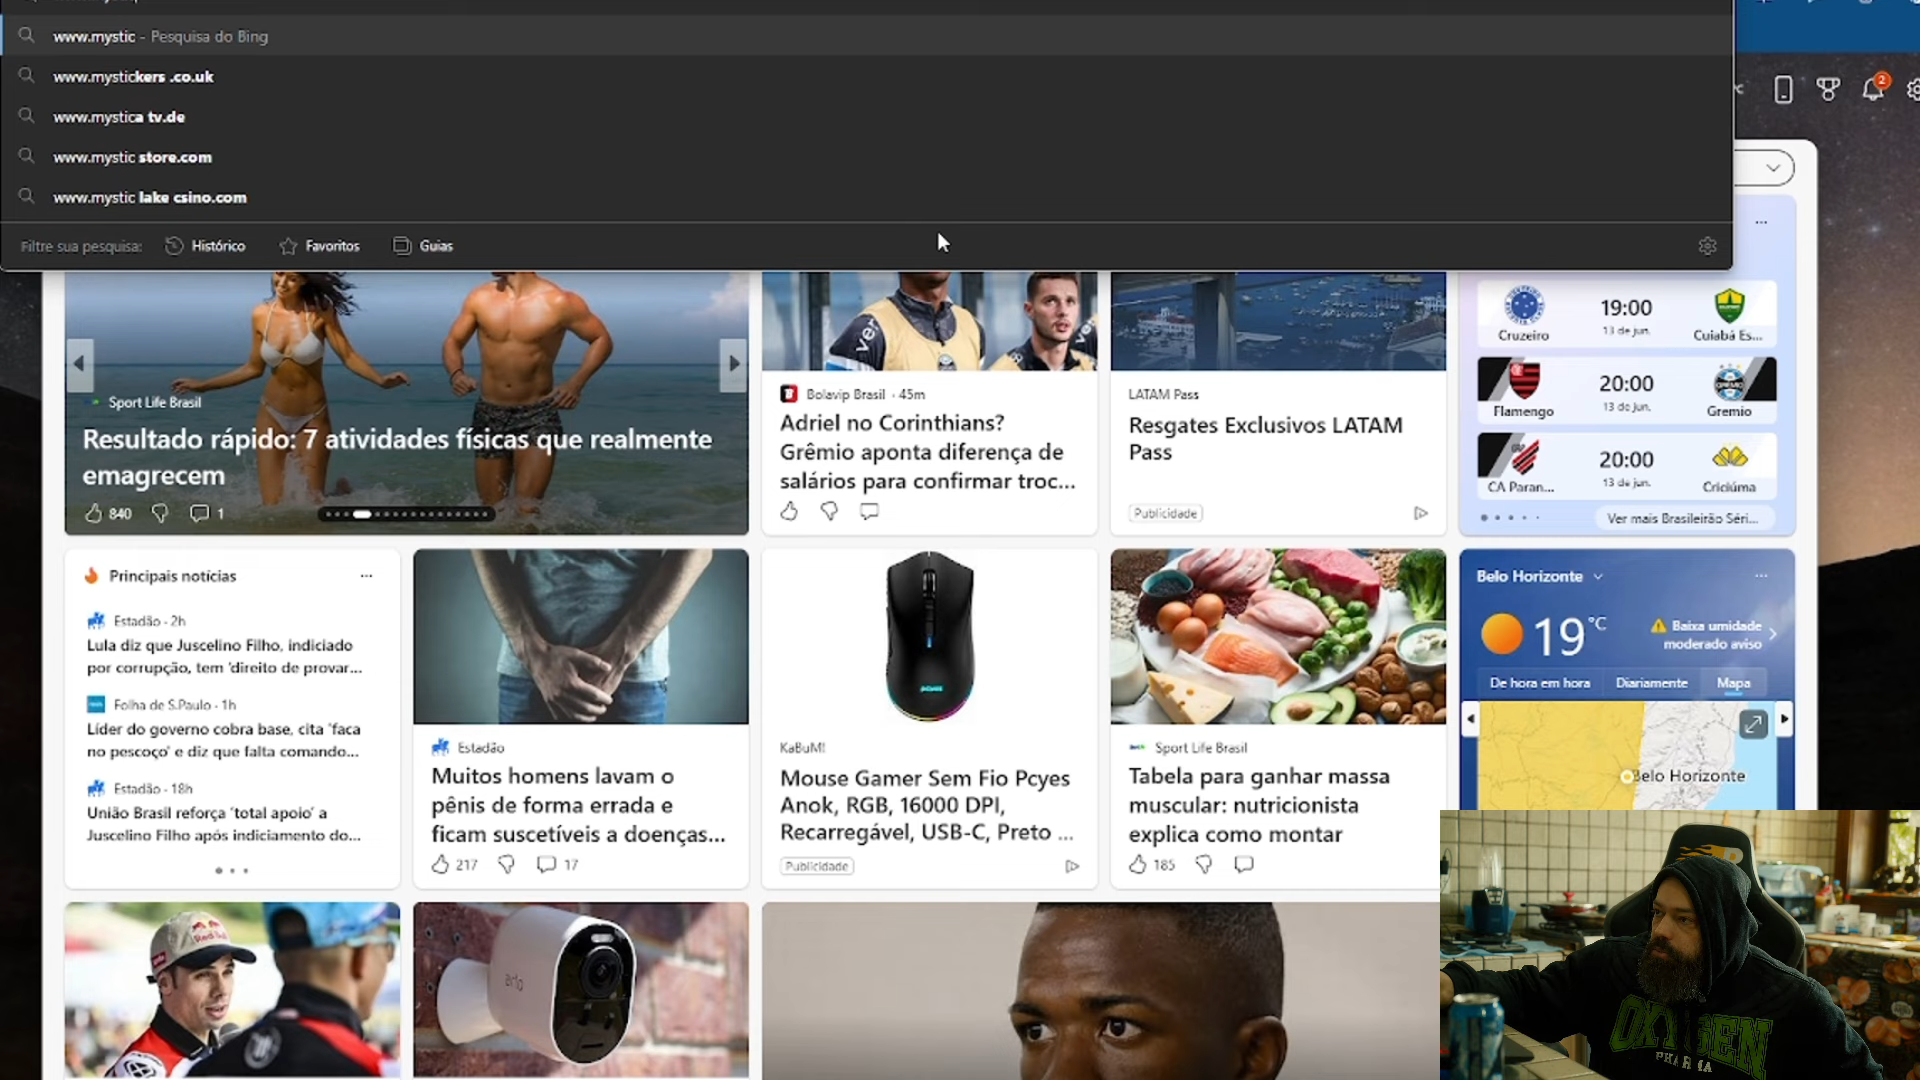 www.mystic - Pesquisa do Bing
www.mystickers .co.uk
www.mystica tv.de
www.mystic store.com
www.mystic lake csino.com
Filtre sua pesquisa: Histórico Favoritos Guias
2
Sport Life Brasil
Resultado rápido: 7 atividades físicas que realmente
emagrecem
840 1
Bolavip Brasil · 45m
Adriel no Corinthians?
Grêmio aponta diferença de
salários para confirmar troc...
LATAM Pass
Resgates Exclusivos LATAM
Pass
Publicidade
Cruzeiro 19:00 13 de jun. Cuiabá Es...
Flamengo 20:00 13 de jun. Gremio
CA Paran... 20:00 13 de jun. Criciúma
Ver mais Brasileirão Séri...
Principais notícias
Estadão · 2h
Lula diz que Juscelino Filho, indiciado
por corrupção, tem 'direito de provar...
Folha de S.Paulo · 1h
Líder do governo cobra base, cita 'faca
no pescoço' e diz que falta comando...
Estadão · 18h
União Brasil reforça 'total apoio' a
Juscelino Filho após indiciamento do...
Estadão
Muitos homens lavam o
pênis de forma errada e
ficam suscetíveis a doenças...
217 17
KaBuM!
Mouse Gamer Sem Fio Pcyes
Anok, RGB, 16000 DPI,
Recarregável, USB-C, Preto ...
Publicidade
Sport Life Brasil
Tabela para ganhar massa
muscular: nutricionista
explica como montar
185
Belo Horizonte
19 °C
Baixa umidade
moderado aviso
De hora em hora Diariamente Mapa
Belo Horizonte
Red Bull
arlo
OXYGEN
PHARMA